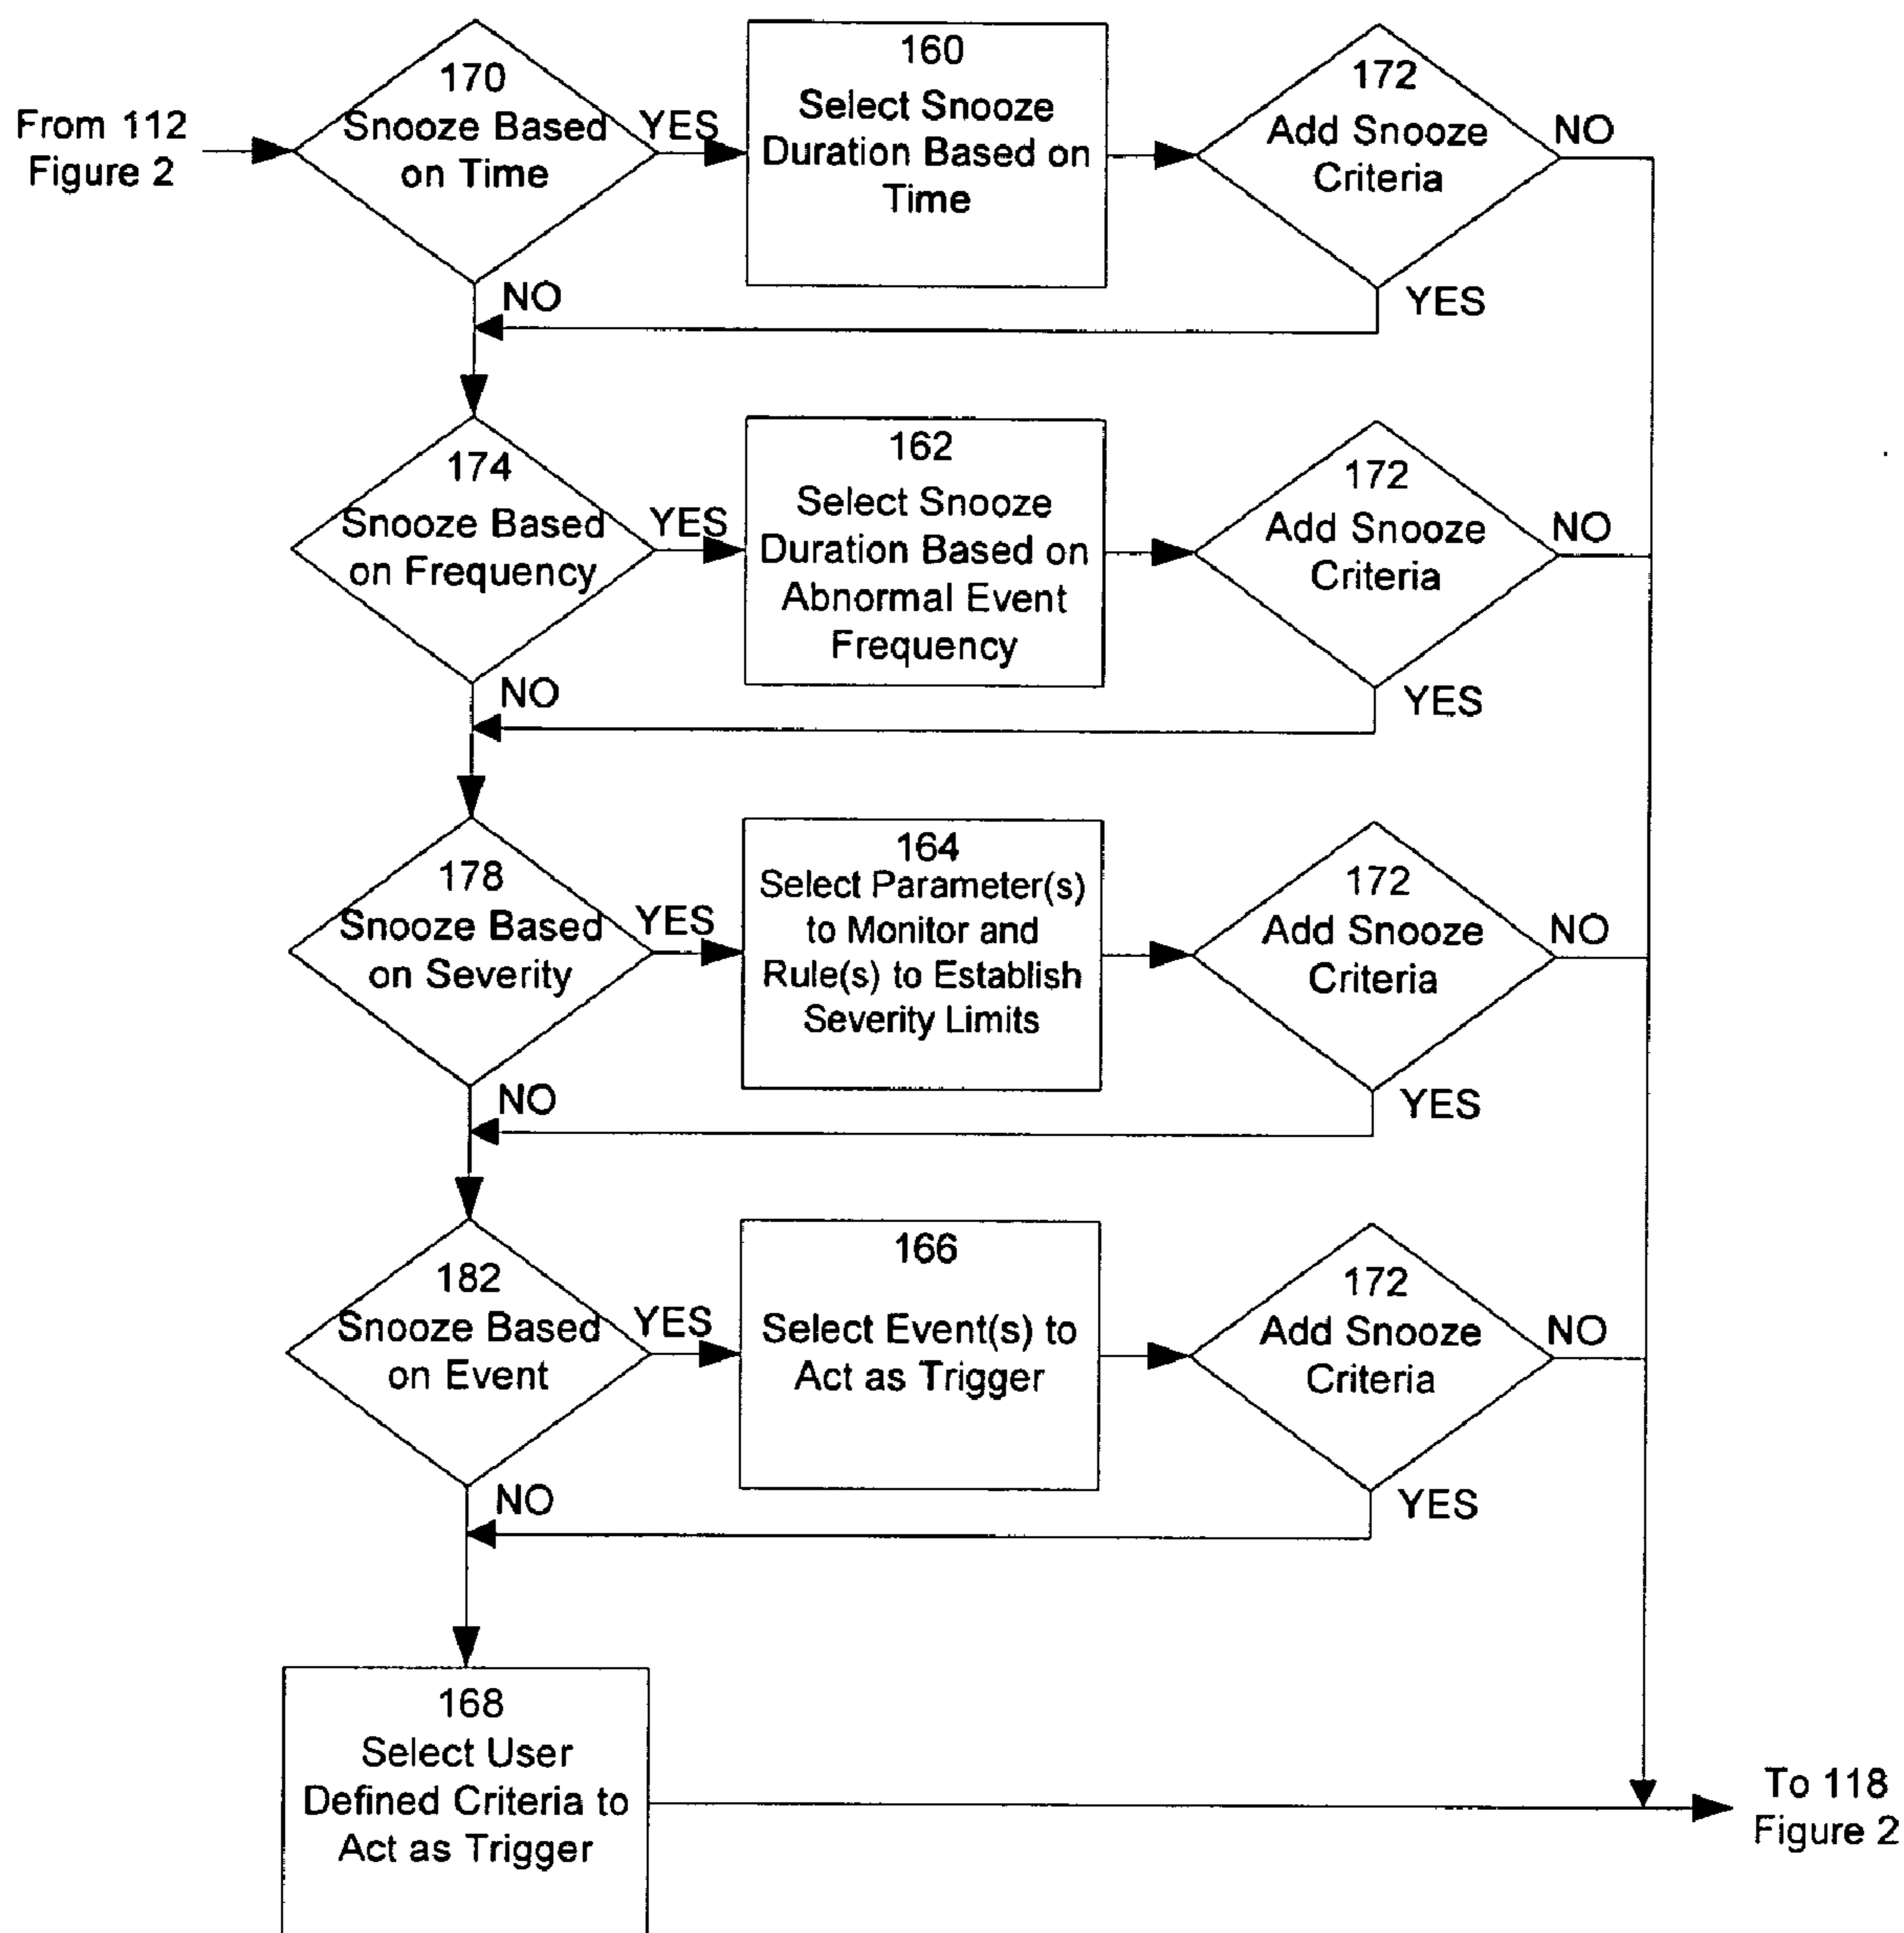 From 112
Figure 2
170
Snooze Based
on Time
YES
NO
160
Select Snooze
Duration Based on
Time
172
Add Snooze
Criteria
NO
YES
174
Snooze Based
on Frequency
YES
NO
162
Select Snooze
Duration Based on
Abnormal Event
Frequency
172
Add Snooze
Criteria
NO
YES
178
Snooze Based
on Severity
YES
NO
164
Select Parameter(s)
to Monitor and
Rule(s) to Establish
Severity Limits
172
Add Snooze
Criteria
NO
YES
182
Snooze Based
on Event
YES
NO
166
Select Event(s) to
Act as Trigger
172
Add Snooze
Criteria
NO
YES
168
Select User
Defined Criteria to
Act as Trigger
To 118
Figure 2